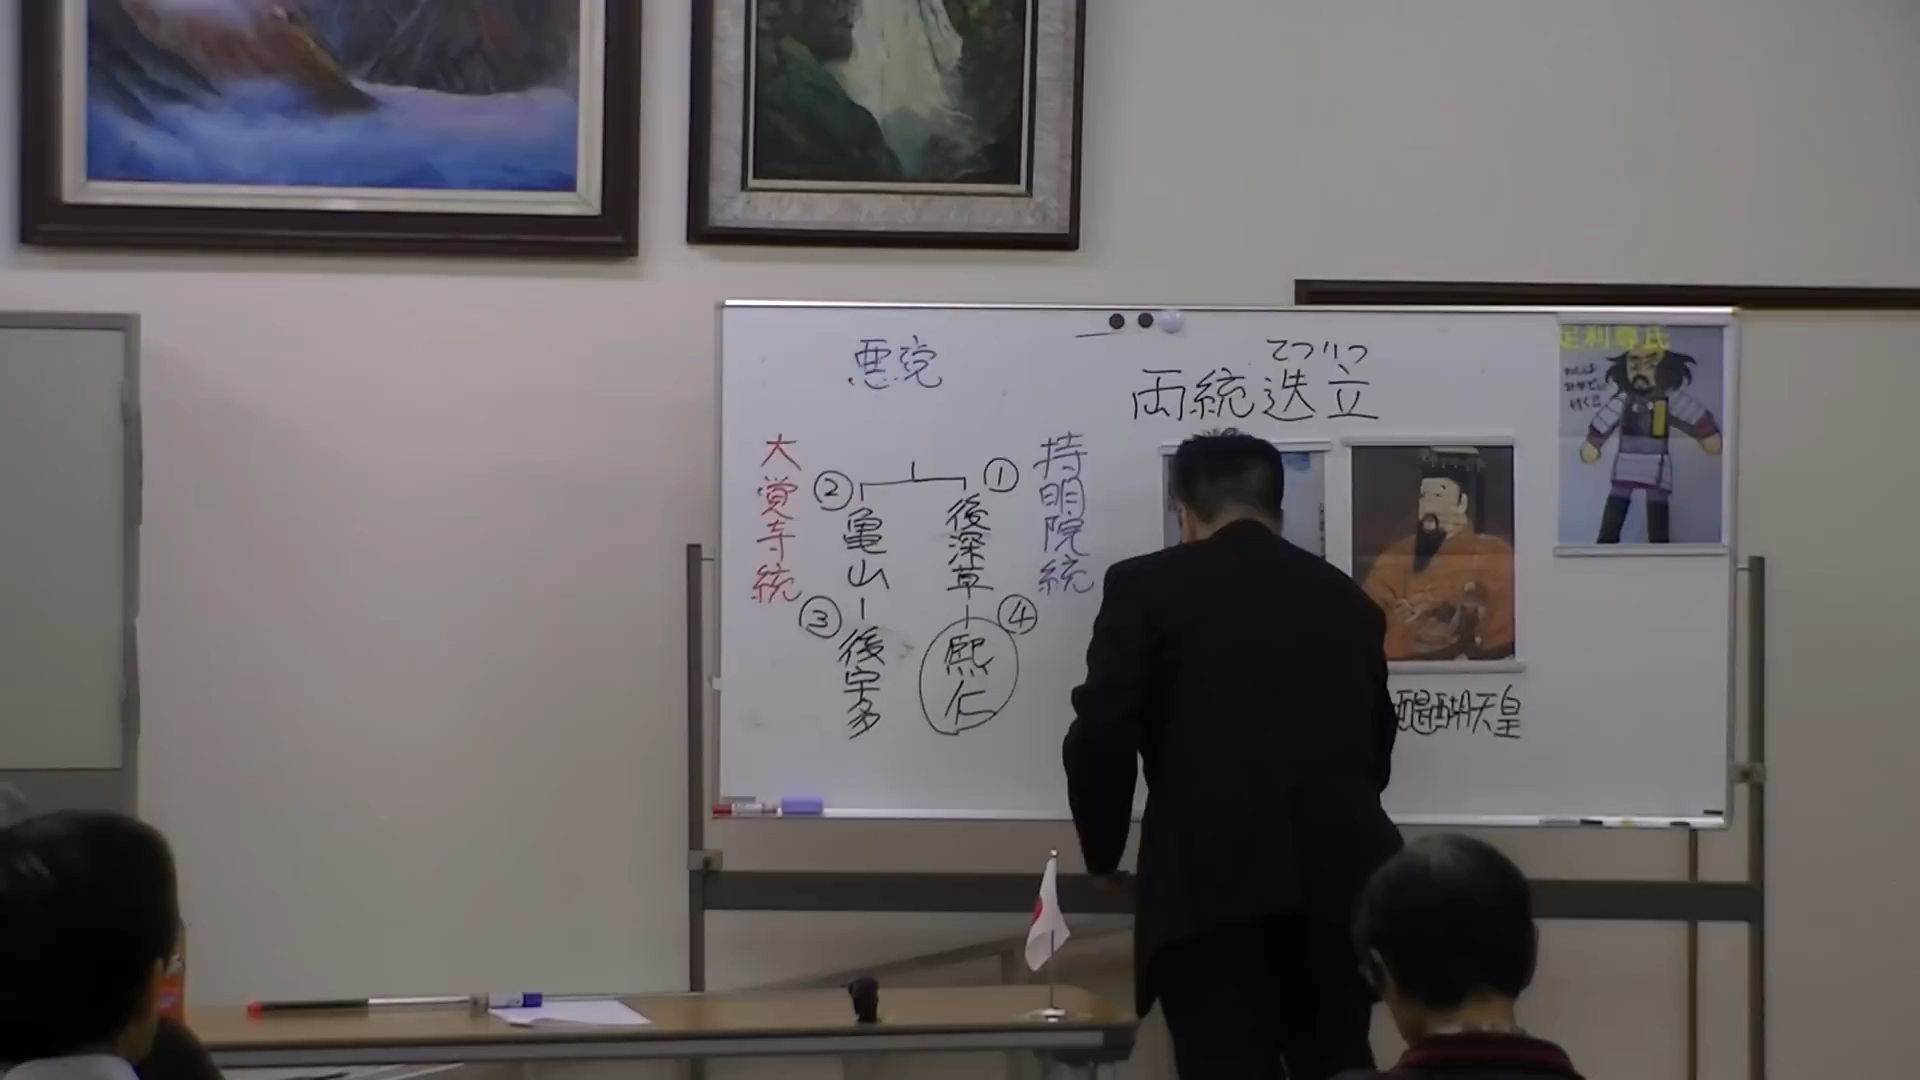 悪党
てつりつ
両統迭立
足利尊氏
持明院統
①
後深草
④
熙仁
②
亀山
③
後宇多
大覚寺統
醍醐天皇